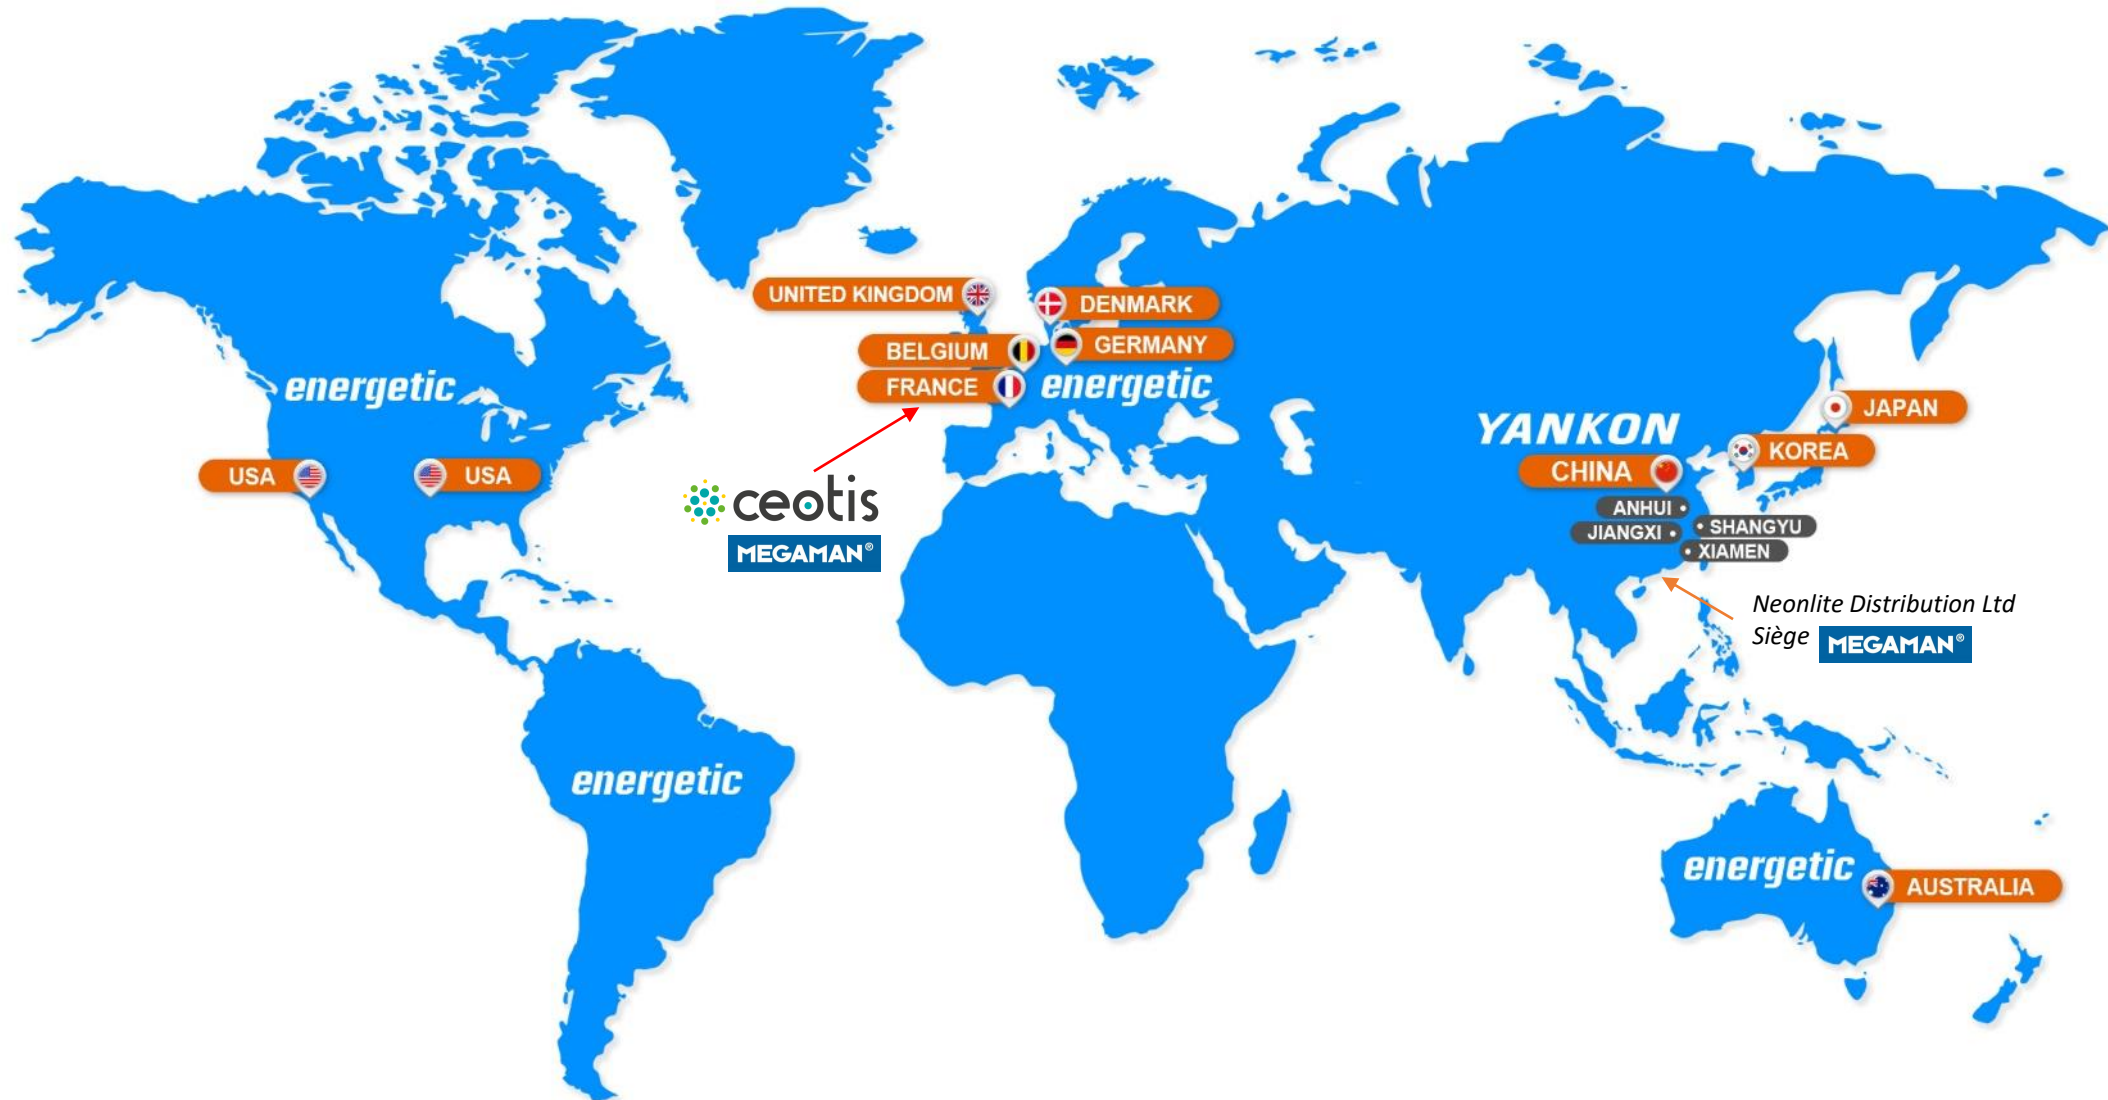 UNITED KINGDOM
DENMARK
BELGIUM
GERMANY
FRANCE
energetic
energetic
YANKON
JAPAN
KOREA
CHINA
USA
USA
ceotis
MEGAMAN®
ANHUI
SHANGYU
JIANGXI
XIAMEN
Neonlite Distribution Ltd
Siège MEGAMAN®
energetic
energetic
AUSTRALIA